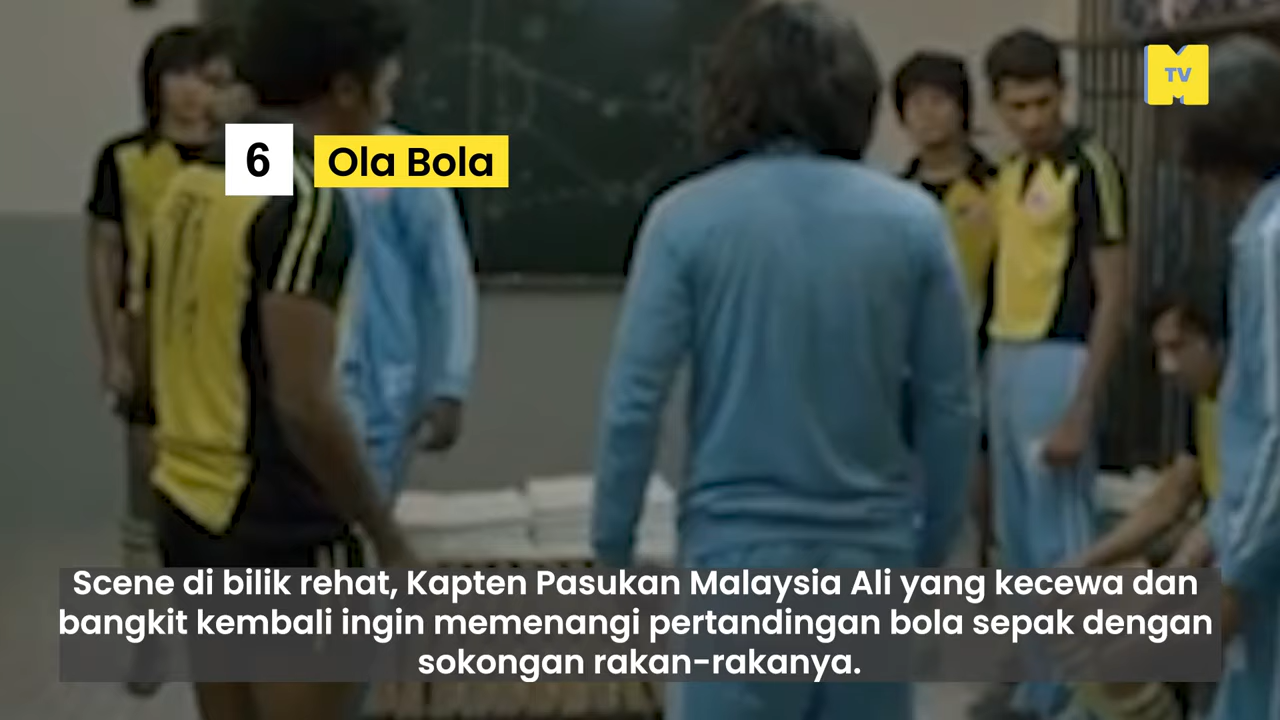 TV
6
Ola Bola
Scene di bilik rehat, Kapten Pasukan Malaysia Ali yang kecewa dan
bangkit kembali ingin memenangi pertandingan bola sepak dengan
sokongan rakan-rakanya.